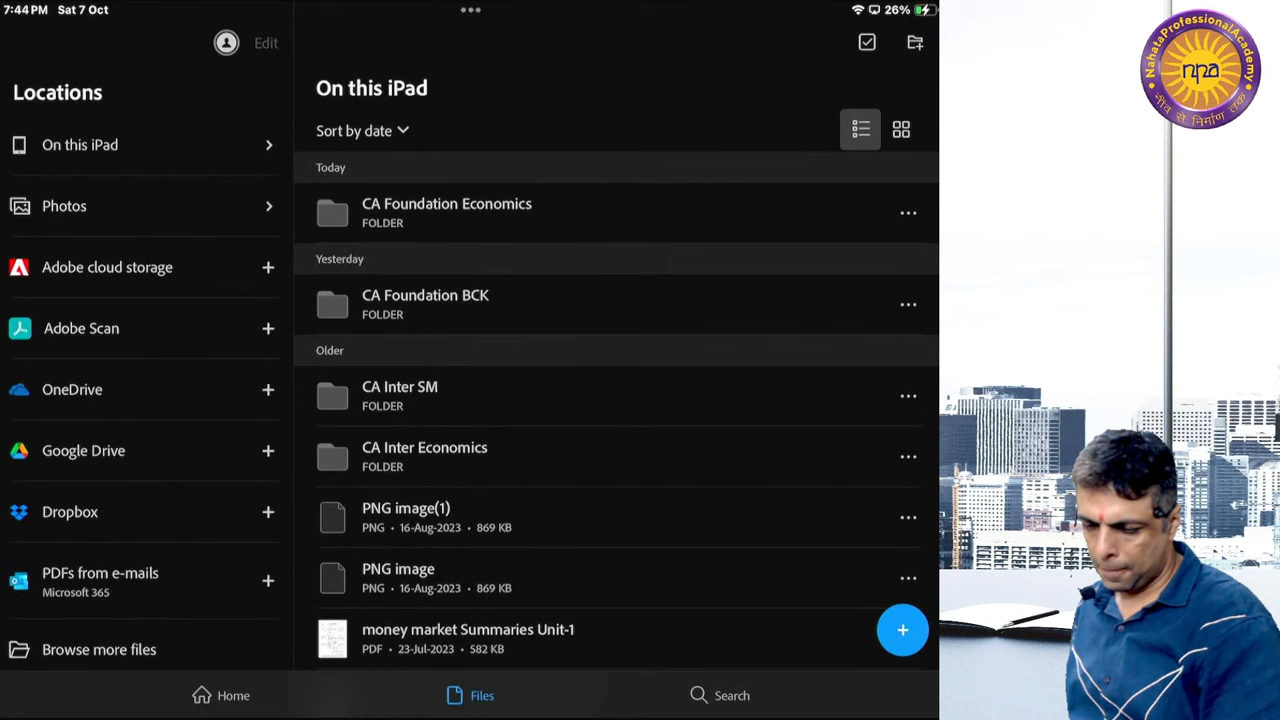 7:44 PM Sat 7 Oct
26%
Edit
Locations
On this iPad
Photos
Adobe cloud storage
Adobe Scan
OneDrive
Google Drive
Dropbox
PDFs from e-mails
Microsoft 365
Browse more files
On this iPad
Sort by date
Today
CA Foundation Economics
FOLDER
Yesterday
CA Foundation BCK
FOLDER
Older
CA Inter SM
FOLDER
CA Inter Economics
FOLDER
PNG image(1)
PNG • 16-Aug-2023 • 869 KB
PNG image
PNG • 16-Aug-2023 • 869 KB
money market Summaries Unit-1
PDF • 23-Jul-2023 • 582 KB
Home
Files
Search
NahataProfessionalAcademy
npa
नींव से निर्माण तक